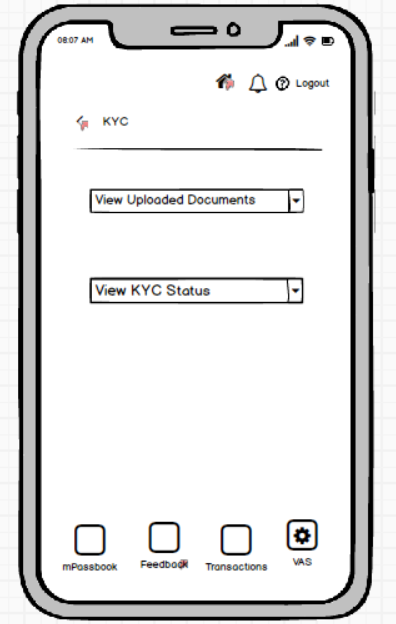 08:07 AM
Logout
KYC
View Uploaded Documents
View KYC Status
mPassbook Feedback Transactions VAS